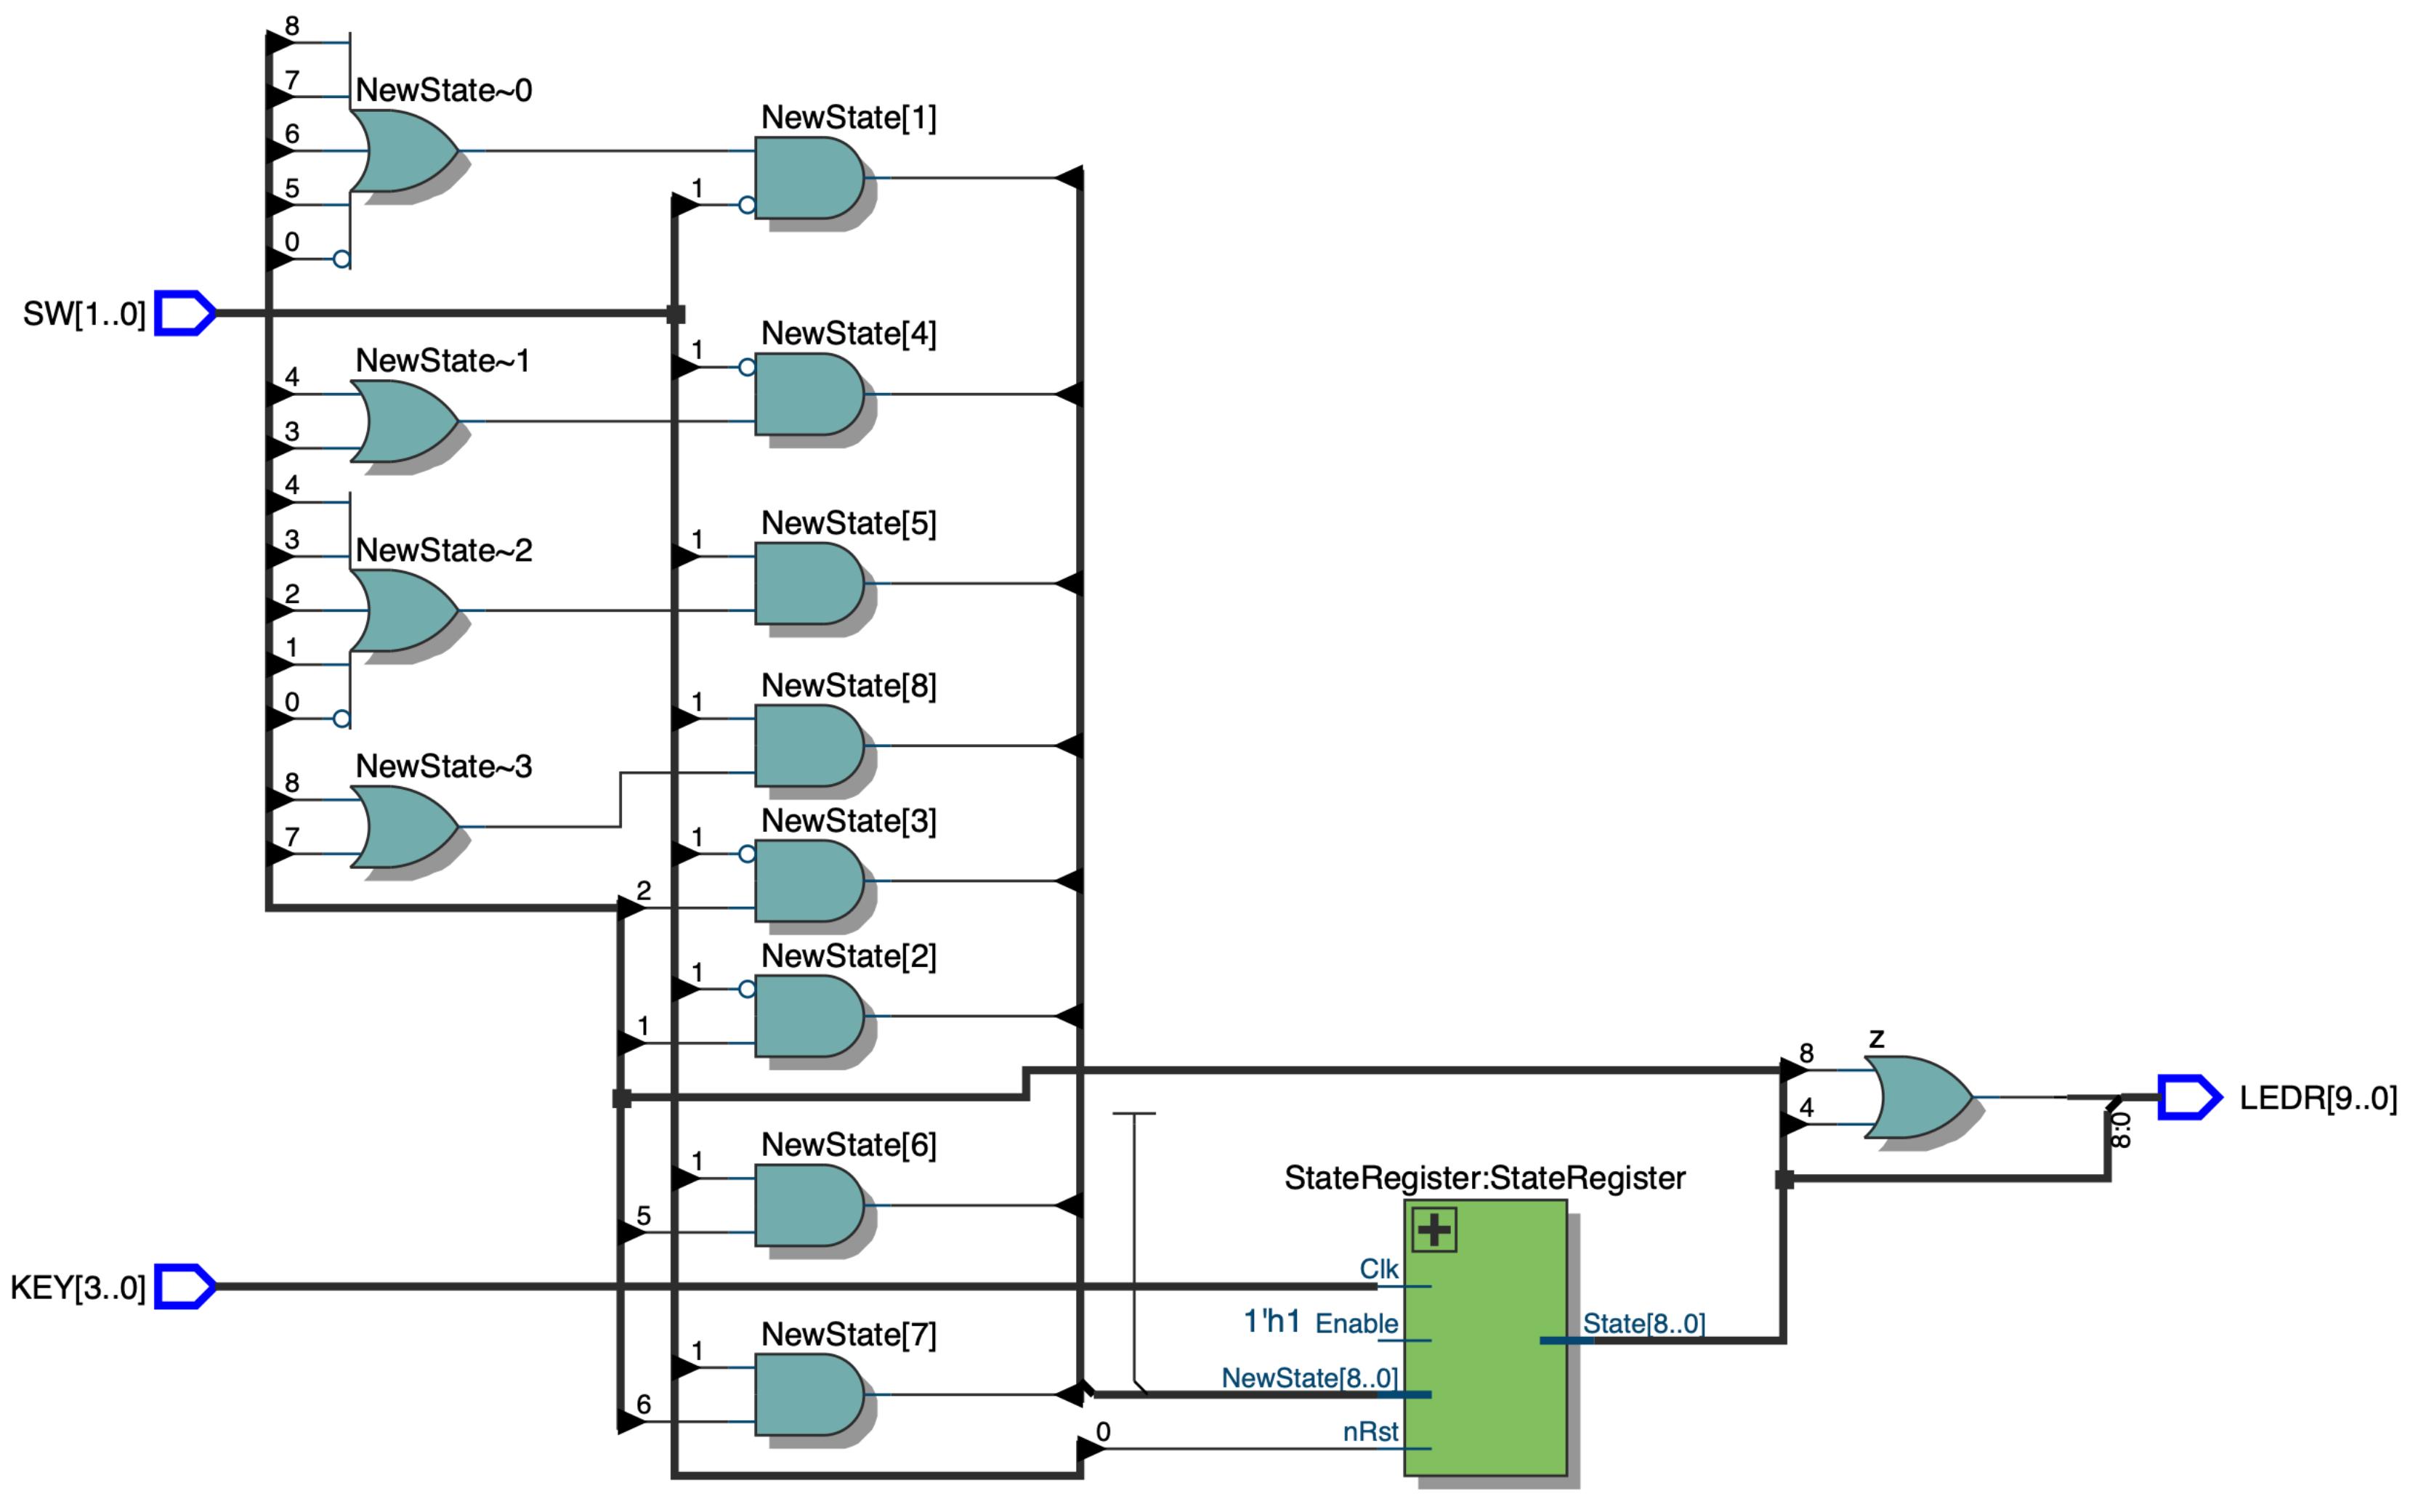 8
7
NewState~0
6
5
0
SW[1..0]
NewState~1
4
3
4
3
NewState~2
2
1
0
NewState~3
8
7
NewState[1]
1
NewState[4]
1
NewState[5]
1
NewState[8]
1
NewState[3]
1
2
NewState[2]
1
1
NewState[6]
1
5
KEY[3..0]
NewState[7]
1
6
StateRegister:StateRegister
Clk
1'h1 Enable
NewState[8..0]
0
nRst
State[8..0]
z
8
4
8:0
LEDR[9..0]